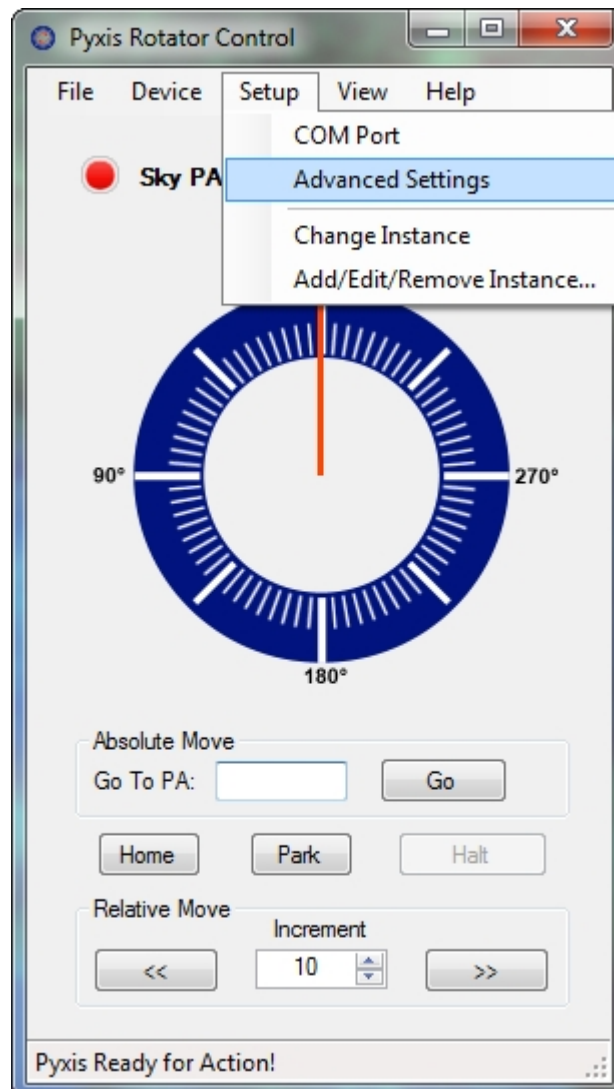 Pyxis Rotator Control
File Device Setup View Help
COM Port
Sky PA
Advanced Settings
Change Instance
Add/Edit/Remove Instance...
90°
270°
180°
Absolute Move
Go To PA: Go
Home Park Halt
Relative Move
Increment
<< 10 >>
Pyxis Ready for Action!